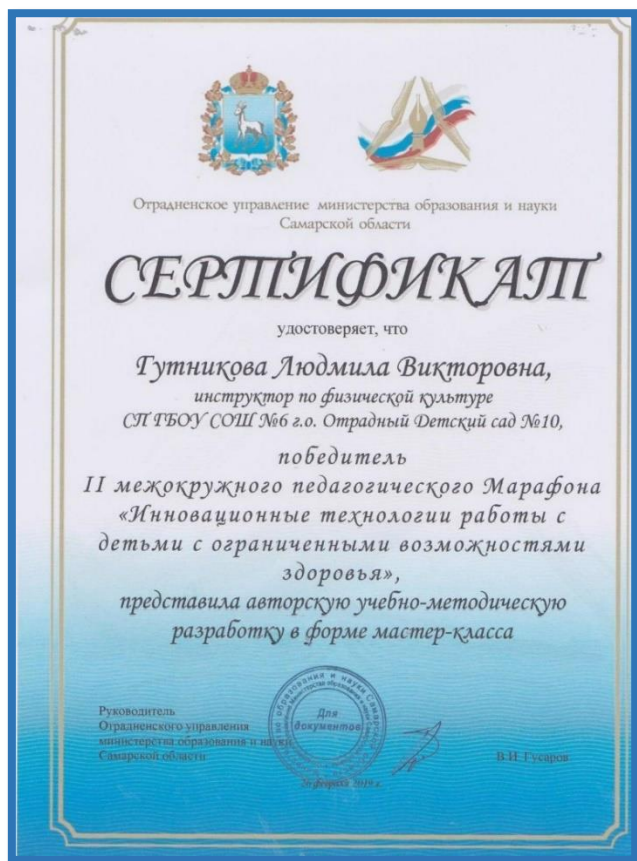 Отрадненское управление министерства образования и науки
Самарской области
СЕРТИФИКАТ
удостоверяет, что
Гутникова Людмила Викторовна,
инструктор по физической культуре
СП ГБОУ СОШ №6 г.о. Отрадный Детский сад №10,
победитель
II межокружного педагогического Марафона
«Инновационные технологии работы с
детьми с ограниченными возможностями
здоровья»,
представила авторскую учебно-методическую
разработку в форме мастер-класса
Руководитель
Отрадненского управления
министерства образования и науки
Самарской области
В.И. Гусаров
Для
документов
февраля 2019 г.